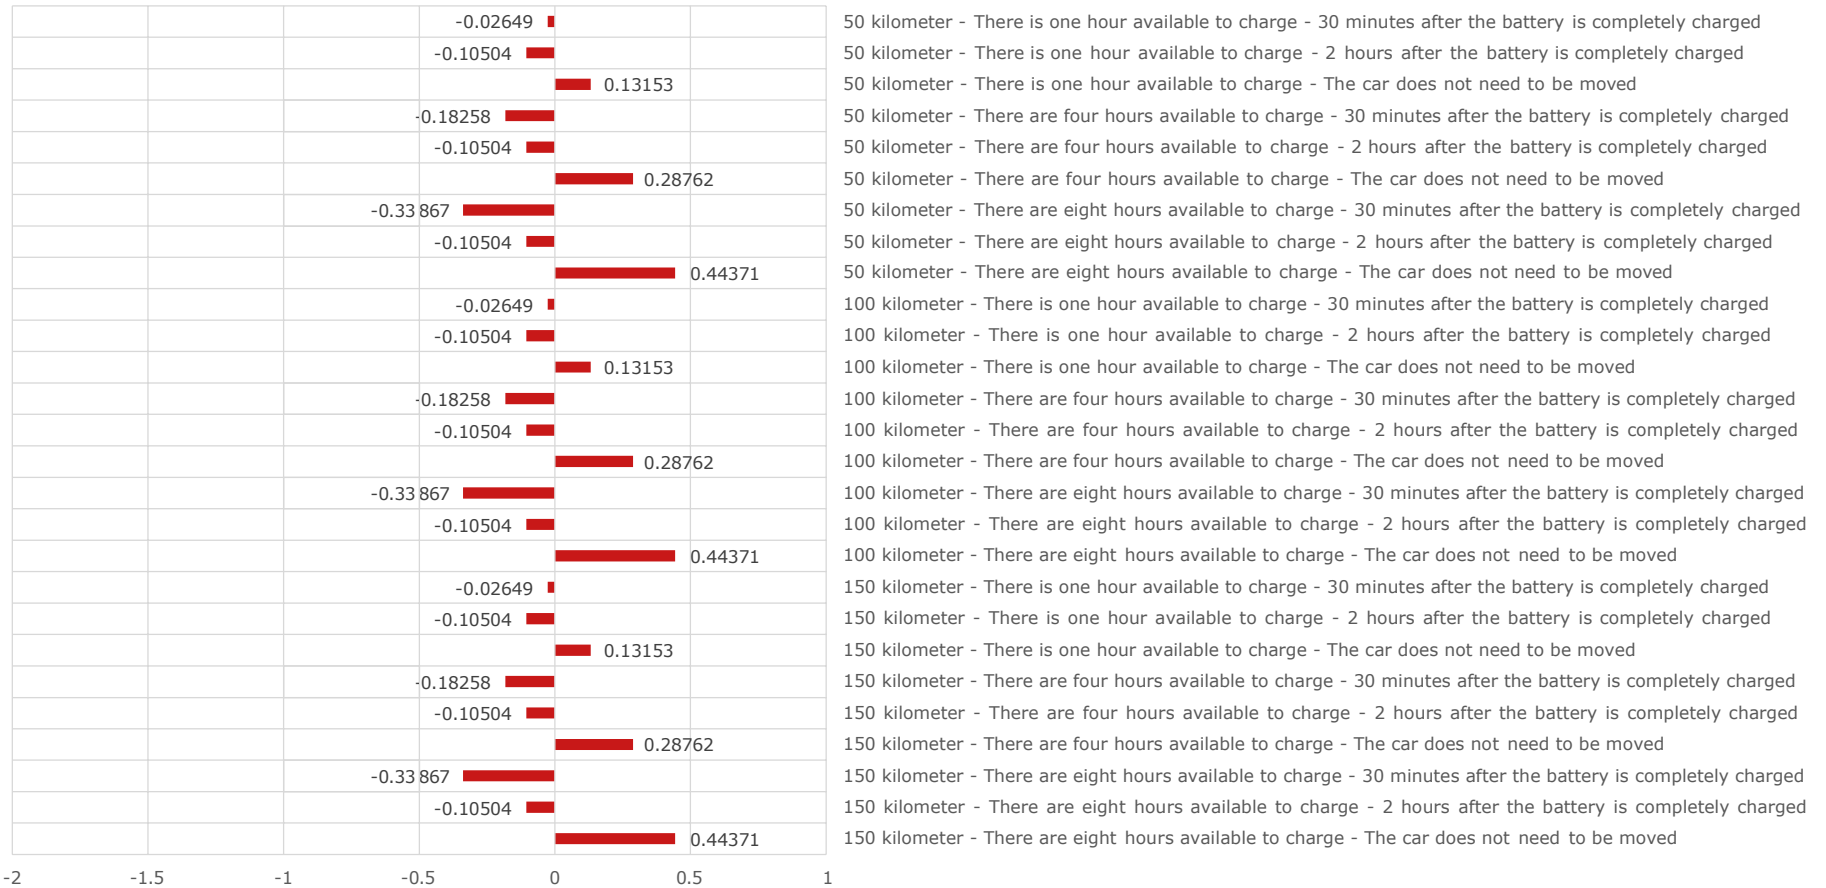 -0.02649 50 kilometer - There is one hour available to charge - 30 minutes after the battery is completely charged
-0.10504 50 kilometer - There is one hour available to charge - 2 hours after the battery is completely charged
0.13153 50 kilometer - There is one hour available to charge - The car does not need to be moved
-0.18258 50 kilometer - There are four hours available to charge - 30 minutes after the battery is completely charged
-0.10504 50 kilometer - There are four hours available to charge - 2 hours after the battery is completely charged
0.28762 50 kilometer - There are four hours available to charge - The car does not need to be moved
-0.33867 50 kilometer - There are eight hours available to charge - 30 minutes after the battery is completely charged
-0.10504 50 kilometer - There are eight hours available to charge - 2 hours after the battery is completely charged
0.44371 50 kilometer - There are eight hours available to charge - The car does not need to be moved
-0.02649 100 kilometer - There is one hour available to charge - 30 minutes after the battery is completely charged
-0.10504 100 kilometer - There is one hour available to charge - 2 hours after the battery is completely charged
0.13153 100 kilometer - There is one hour available to charge - The car does not need to be moved
-0.18258 100 kilometer - There are four hours available to charge - 30 minutes after the battery is completely charged
-0.10504 100 kilometer - There are four hours available to charge - 2 hours after the battery is completely charged
0.28762 100 kilometer - There are four hours available to charge - The car does not need to be moved
-0.33867 100 kilometer - There are eight hours available to charge - 30 minutes after the battery is completely charged
-0.10504 100 kilometer - There are eight hours available to charge - 2 hours after the battery is completely charged
0.44371 100 kilometer - There are eight hours available to charge - The car does not need to be moved
-0.02649 150 kilometer - There is one hour available to charge - 30 minutes after the battery is completely charged
-0.10504 150 kilometer - There is one hour available to charge - 2 hours after the battery is completely charged
0.13153 150 kilometer - There is one hour available to charge - The car does not need to be moved
-0.18258 150 kilometer - There are four hours available to charge - 30 minutes after the battery is completely charged
-0.10504 150 kilometer - There are four hours available to charge - 2 hours after the battery is completely charged
0.28762 150 kilometer - There are four hours available to charge - The car does not need to be moved
-0.33867 150 kilometer - There are eight hours available to charge - 30 minutes after the battery is completely charged
-0.10504 150 kilometer - There are eight hours available to charge - 2 hours after the battery is completely charged
0.44371 150 kilometer - There are eight hours available to charge - The car does not need to be moved
-2 -1.5 -1 -0.5 0 0.5 1